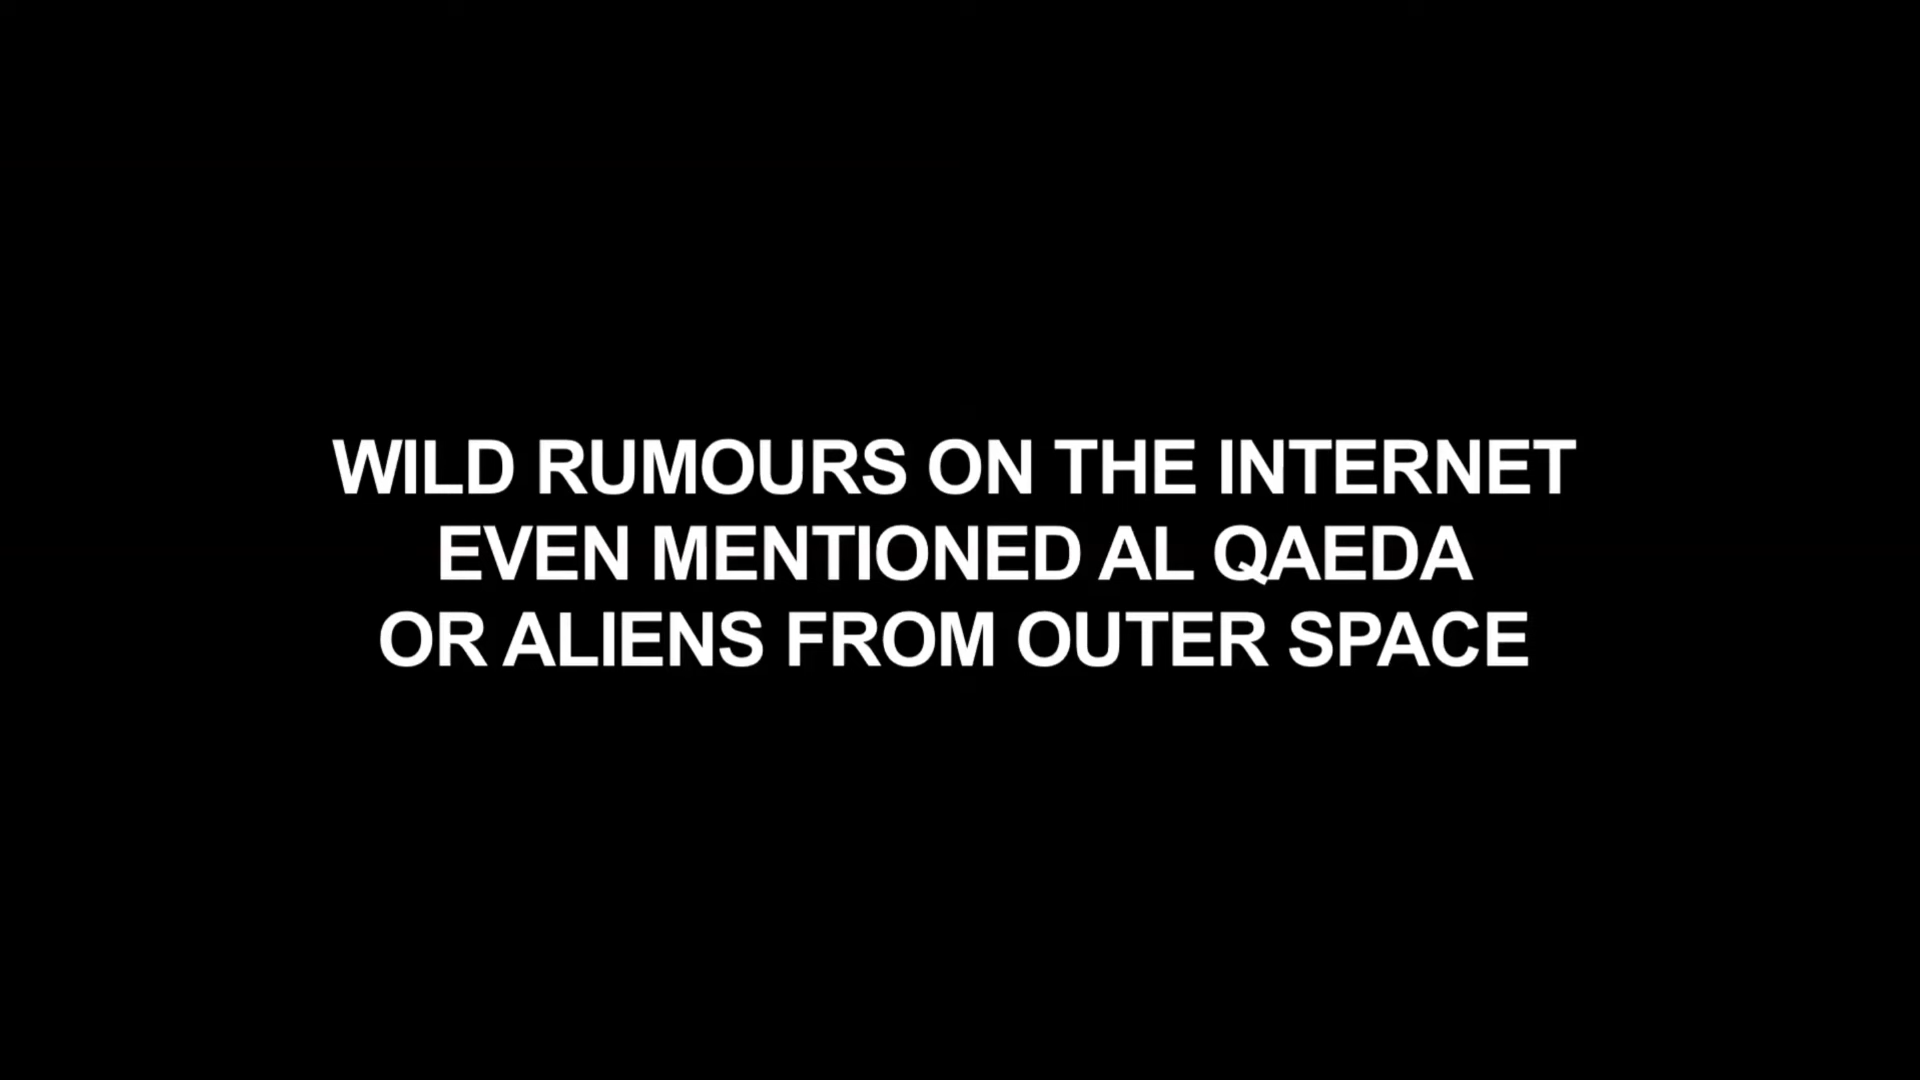 WILD RUMOURS ON THE INTERNET
EVEN MENTIONED AL QAEDA
OR ALIENS FROM OUTER SPACE